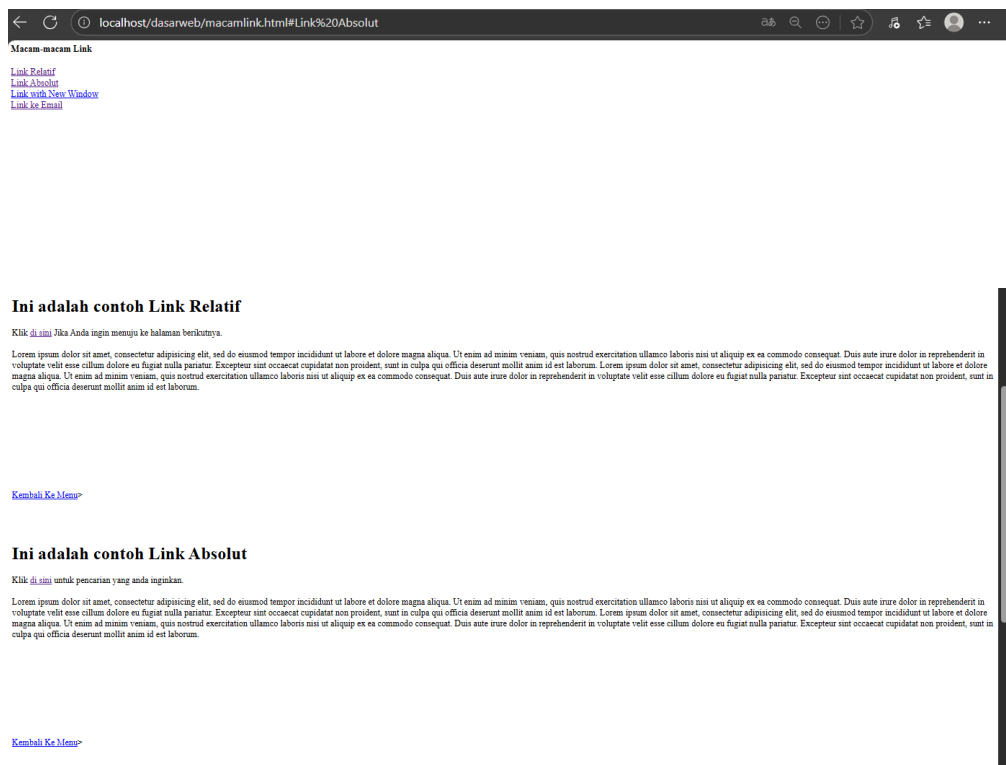 localhost/dasarweb/macamlink.html#Link%20Absolut
Macam-macam Link
Link Relatif
Link Absolut
Link with New Window
Link ke Email
Ini adalah contoh Link Relatif
Klik di sini Jika Anda ingin menuju ke halaman berikutnya.
Lorem ipsum dolor sit amet, consectetur adipisicing elit, sed do eiusmod tempor incididunt ut labore et dolore magna aliqua. Ut enim ad minim veniam, quis nostrud exercitation ullamco laboris nisi ut aliquip ex ea commodo consequat. Duis aute irure dolor in reprehenderit in
voluptate velit esse cillum dolore eu fugiat nulla pariatur. Excepteur sint occaecat cupidatat non proident, sunt in culpa qui officia deserunt mollit anim id est laborum. Lorem ipsum dolor sit amet, consectetur adipisicing elit, sed do eiusmod tempor incididunt ut labore et dolore
magna aliqua. Ut enim ad minim veniam, quis nostrud exercitation ullamco laboris nisi ut aliquip ex ea commodo consequat. Duis aute irure dolor in reprehenderit in voluptate velit esse cillum dolore eu fugiat nulla pariatur. Excepteur sint occaecat cupidatat non proident, sunt in
culpa qui officia deserunt mollit anim id est laborum.
Kembali Ke Menu>
Ini adalah contoh Link Absolut
Klik di sini untuk pencarian yang anda inginkan.
Lorem ipsum dolor sit amet, consectetur adipisicing elit, sed do eiusmod tempor incididunt ut labore et dolore magna aliqua. Ut enim ad minim veniam, quis nostrud exercitation ullamco laboris nisi ut aliquip ex ea commodo consequat. Duis aute irure dolor in reprehenderit in
voluptate velit esse cillum dolore eu fugiat nulla pariatur. Excepteur sint occaecat cupidatat non proident, sunt in culpa qui officia deserunt mollit anim id est laborum. Lorem ipsum dolor sit amet, consectetur adipisicing elit, sed do eiusmod tempor incididunt ut labore et dolore
magna aliqua. Ut enim ad minim veniam, quis nostrud exercitation ullamco laboris nisi ut aliquip ex ea commodo consequat. Duis aute irure dolor in reprehenderit in voluptate velit esse cillum dolore eu fugiat nulla pariatur. Excepteur sint occaecat cupidatat non proident, sunt in
culpa qui officia deserunt mollit anim id est laborum.
Kembali Ke Menu>